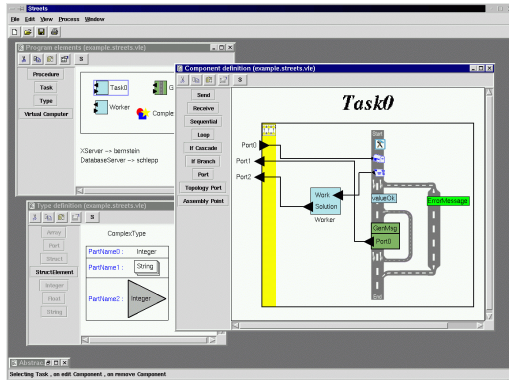 Streets
File Edit View Process Window
Program elements (example.streets.vle)
S
Procedure
Task
Type
Virtual Computer
Task0
G
Worker
Comple
XServer --> bernstein
DatabaseServer --> schlepp
Type definition (example.streets.vle)
S
Array
Port
Struct
StructElement
Integer
Float
String
ComplexType
PartName0 : Integer
PartName1 : String
PartName2 : Integer
Component definition (example.streets.vle)
S
Send
Receive
Sequential
Loop
If Cascade
If Branch
Port
Topology Port
Assembly Point
Task0
Port0
Port1
Port2
Start
Work
Solution
Worker
valueOk
ErrorMessage
GenMsg
Port0
End
Abstrac
Selecting Task , on edit Component , on remove Component